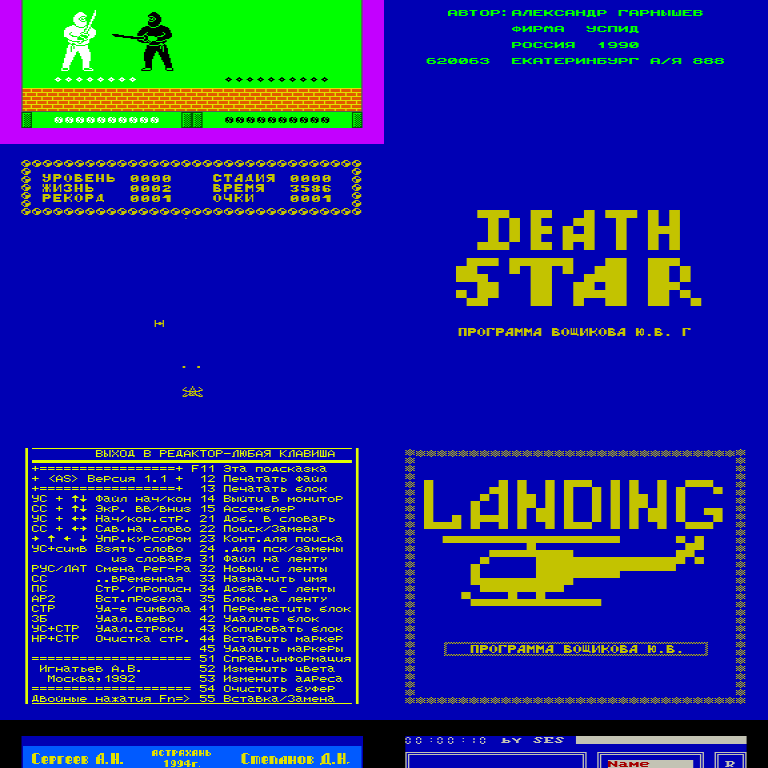 0000000000 0000000000
АВТОР: АЛЕКСАНДР ГАРНЫШЕВ
ФИРМА УСПИД
РОССИЯ 1990
620063 ЕКАТЕРИНБУРГ А/Я 888
УРОВЕНЬ 0000 СТАДИЯ 0000
ЖИЗНЬ 0002 ВРЕМЯ 3586
РЕКОРД 0001 ОЧКИ 0001
DEATH
STAR
ПРОГРАММА ВОЩИКОВА Ю.В. Г
ВЫХОД В РЕДАКТОР-ЛЮБАЯ КЛАВИША
+==================+ F11 Эта подсказка
+ <AS> Версия 1.1 + 12 Печатать файл
+==================+ 13 Печатать блок
УС + ↑↓ Файл нач/кон 14 Выйти в монитор
СС + ↑↓ Экр. вв/вниз 15 Ассемблер
УС + ←→ Нач/кон.стр. 21 Доб. в словарь
СС + ←→ Сдв.на слово 22 Поиск/Замена
→ ↑ ← ↓ Упр.курсором 23 Конт.для поиска
УС+симв Взять слово 24 .для пск/замены
из словаря 31 Файл на ленту
РУС/ЛАТ Смена Рег-ра 32 Новый с ленты
СС ..временная 33 Назначить имя
ПС Стр./прописн 34 Добав. с ленты
АР2 Вст.пробела 35 Блок на ленту
СТР Уд-е символа 41 Переместить блок
ЗБ Удал.влево 42 Удалить блок
УС+СТР Удал.строки 43 Копировать блок
НР+СТР Очистка стр. 44 Вставить маркер
45 Удалить маркеры
==================== 51 Справ.информация
Игнатьев А.В. 52 Изменить цвета
Москва,1992 53 Изменить адреса
==================== 54 Очистить буфер
Двойные нажатия Fn=> 55 Вставка/Замена
LANDING
ПРОГРАММА ВОЩИКОВА Ю.В.
Сергеев А.Н. АСТРАХАНЬ 1994г. Степанов Д.Н.
00:00:10 by SES
Name R